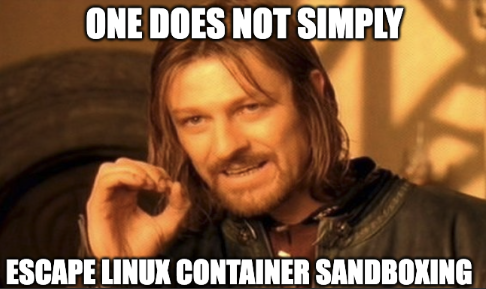 ONE DOES NOT SIMPLY
ESCAPE LINUX CONTAINER SANDBOXING